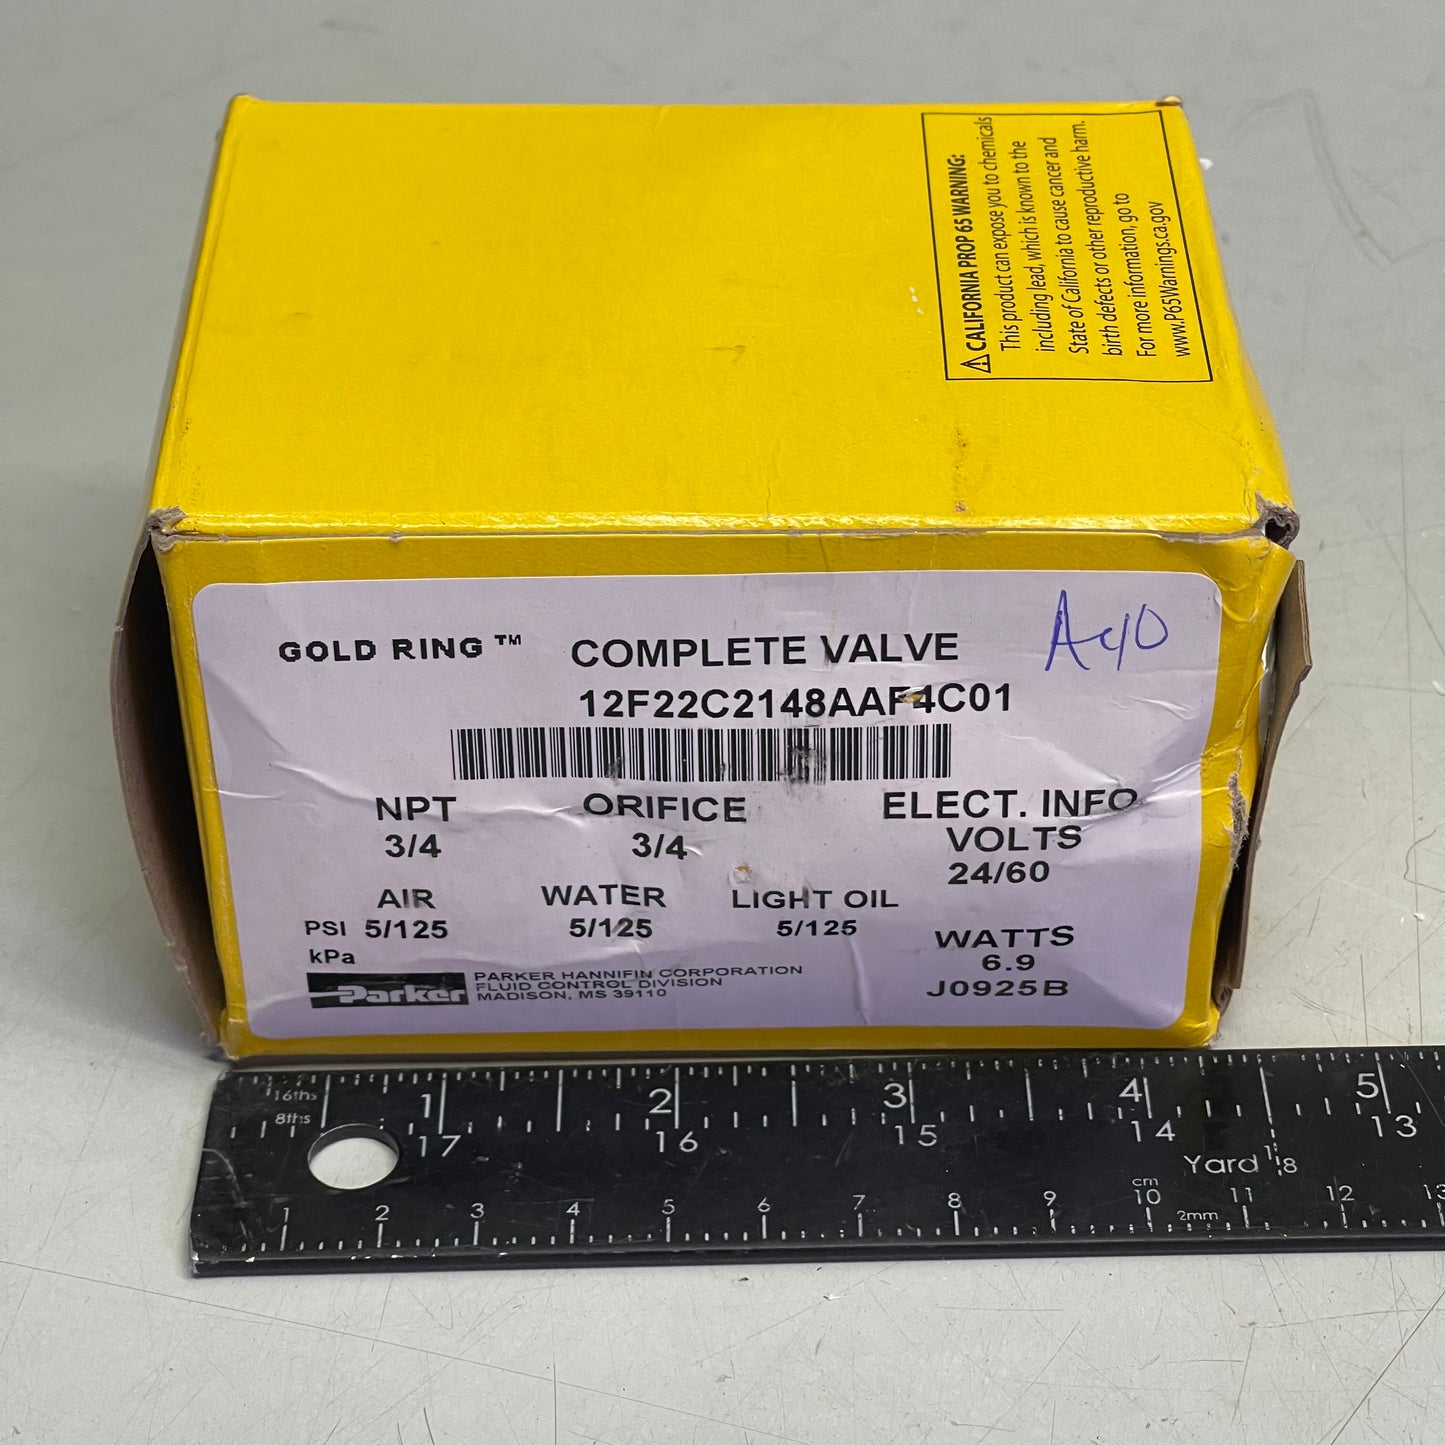 ⚠ CALIFORNIA PROP 65 WARNING:
This product can expose you to chemicals
including lead, which is known to the
State of California to cause cancer and
birth defects or other reproductive harm.
For more information, go to
www.P65Warnings.ca.gov
GOLD RING ™ COMPLETE VALVE
12F22C2148AAF4C01
NPT ORIFICE ELECT. INFO
3/4 3/4 VOLTS
24/60
AIR WATER LIGHT OIL
PSI 5/125 5/125 5/125
WATTS
kPa 6.9
Parker
PARKER HANNIFIN CORPORATION
FLUID CONTROL DIVISION
MADISON, MS 39110
J0925B
16ths
8ths
1 2 3 4 5
17 16 15 14 13
Yard 1/8
cm
1 2 3 4 5 6 7 8 9 10 11 12 13
2mm